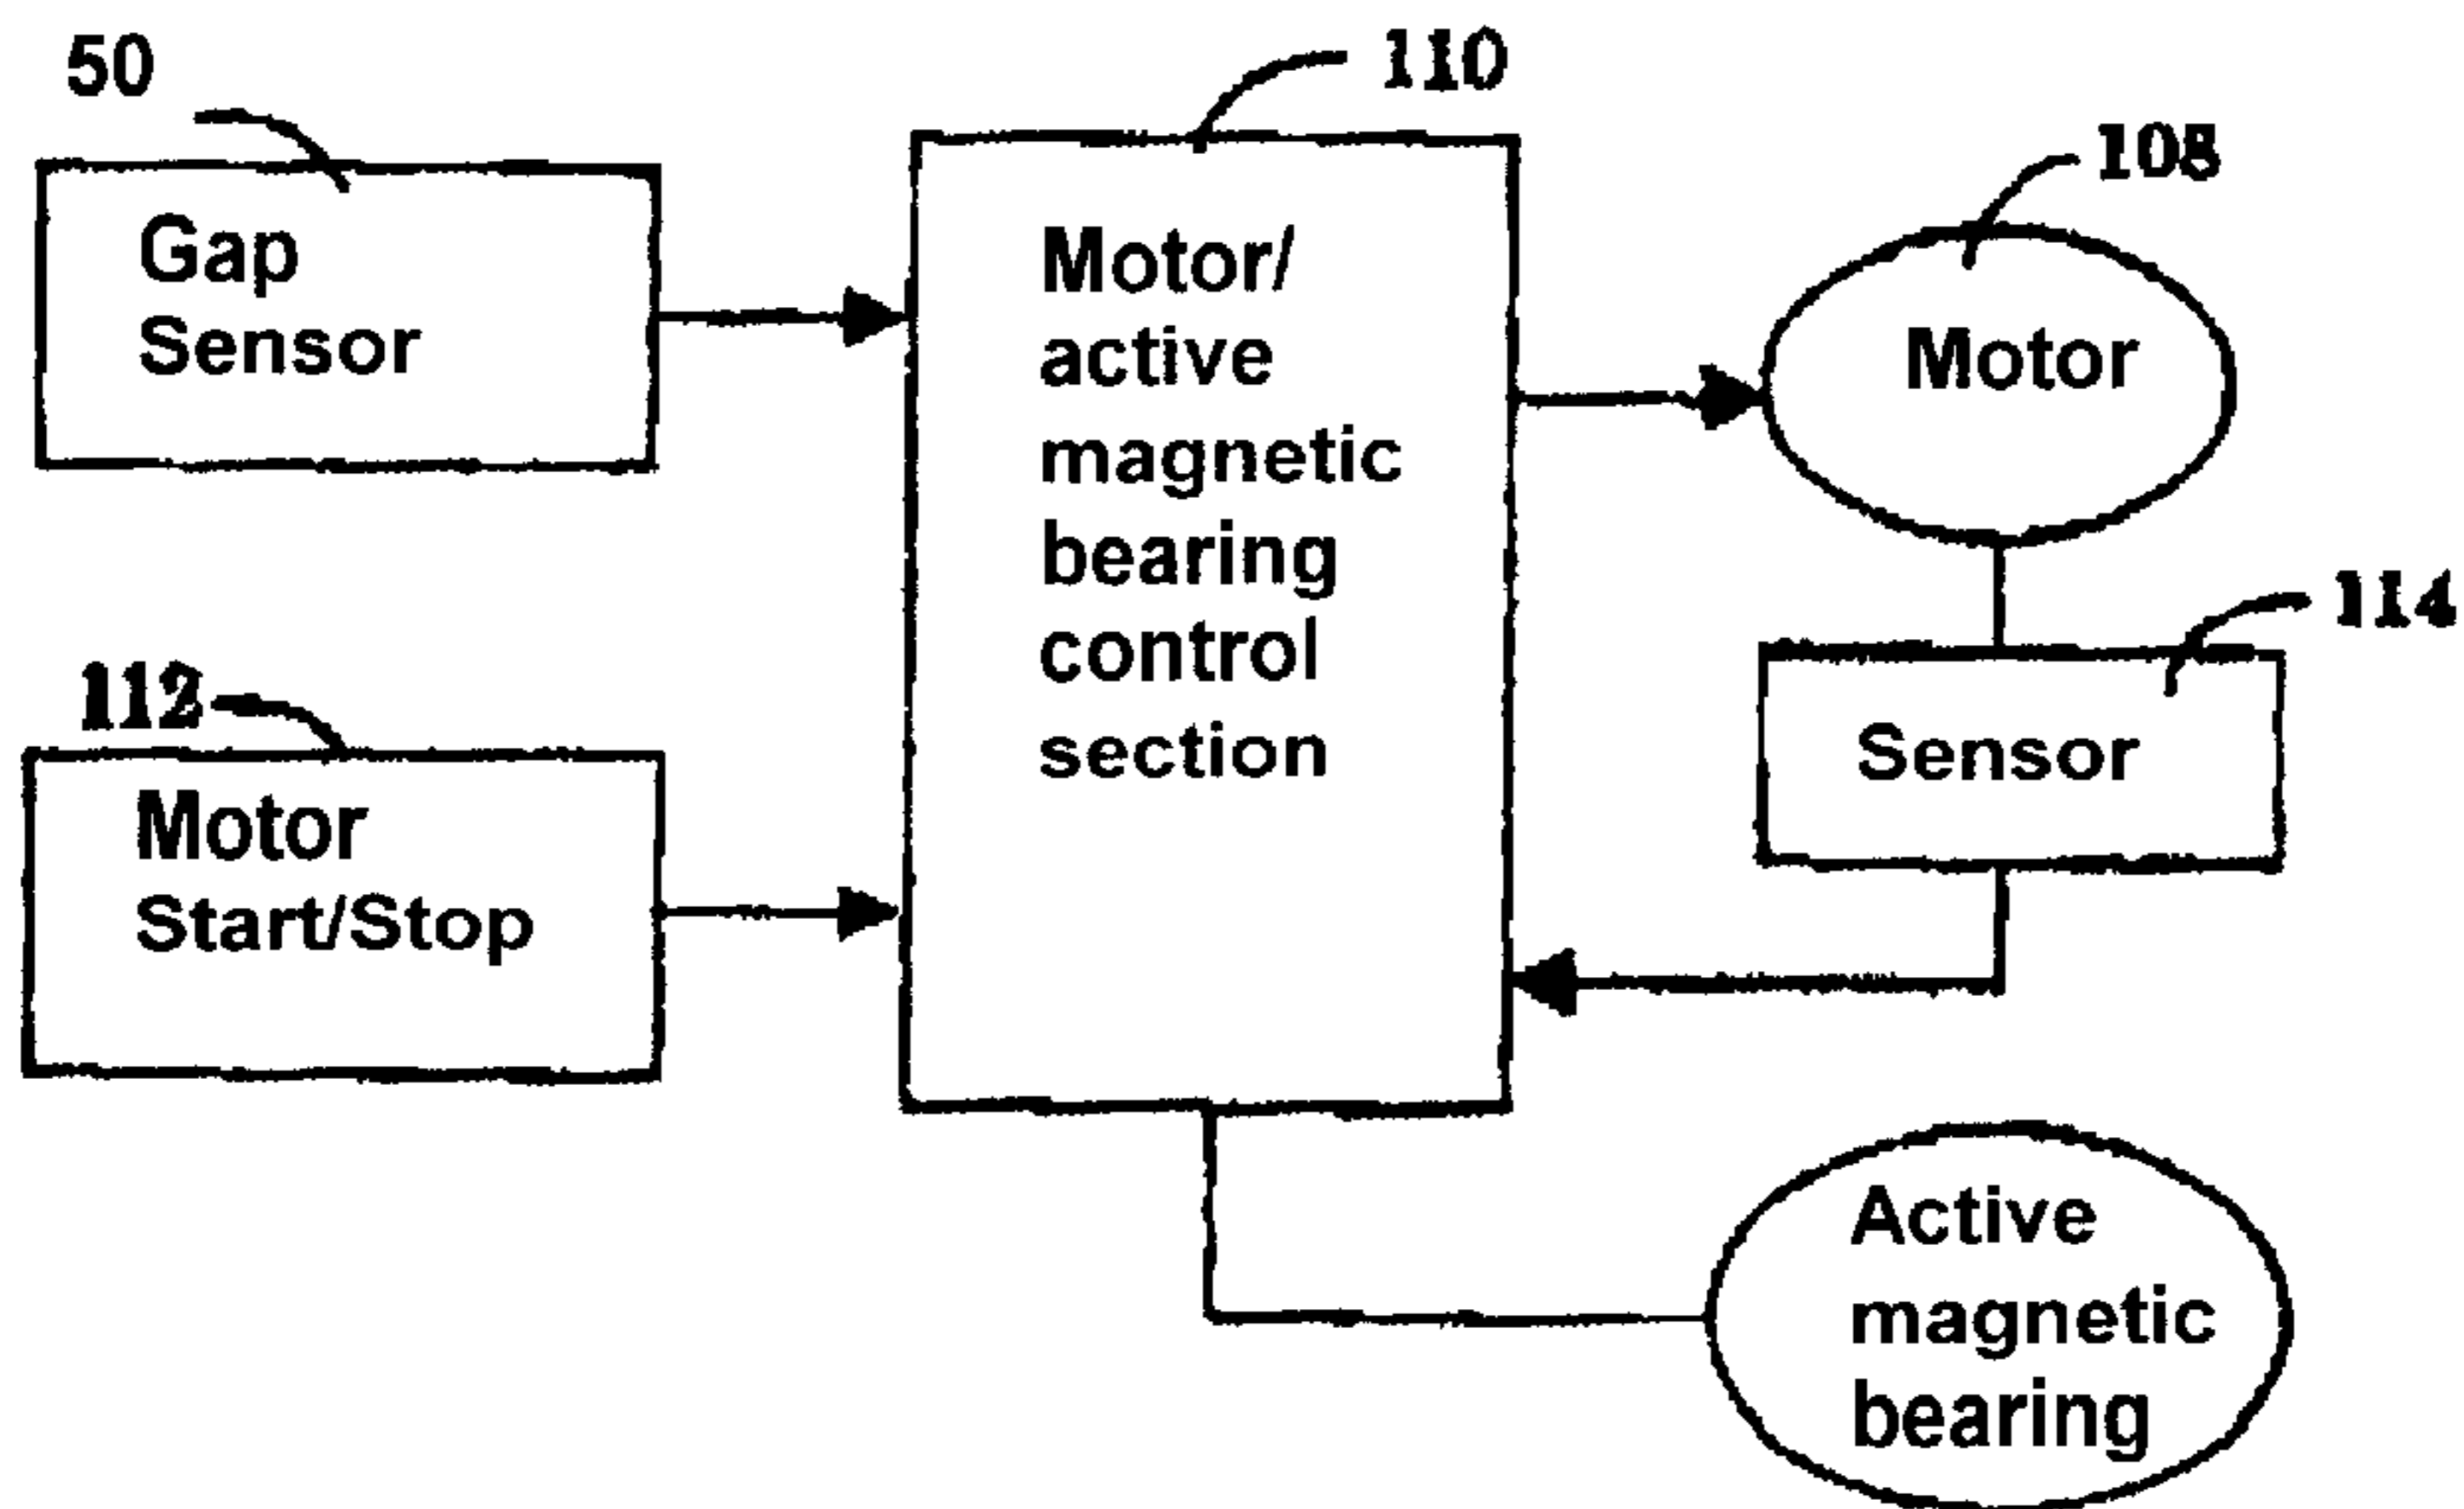 50
110
108
Gap
Sensor
Motor/
active
magnetic
bearing
control
section
Motor
114
112
Motor
Start/Stop
Sensor
Active
magnetic
bearing